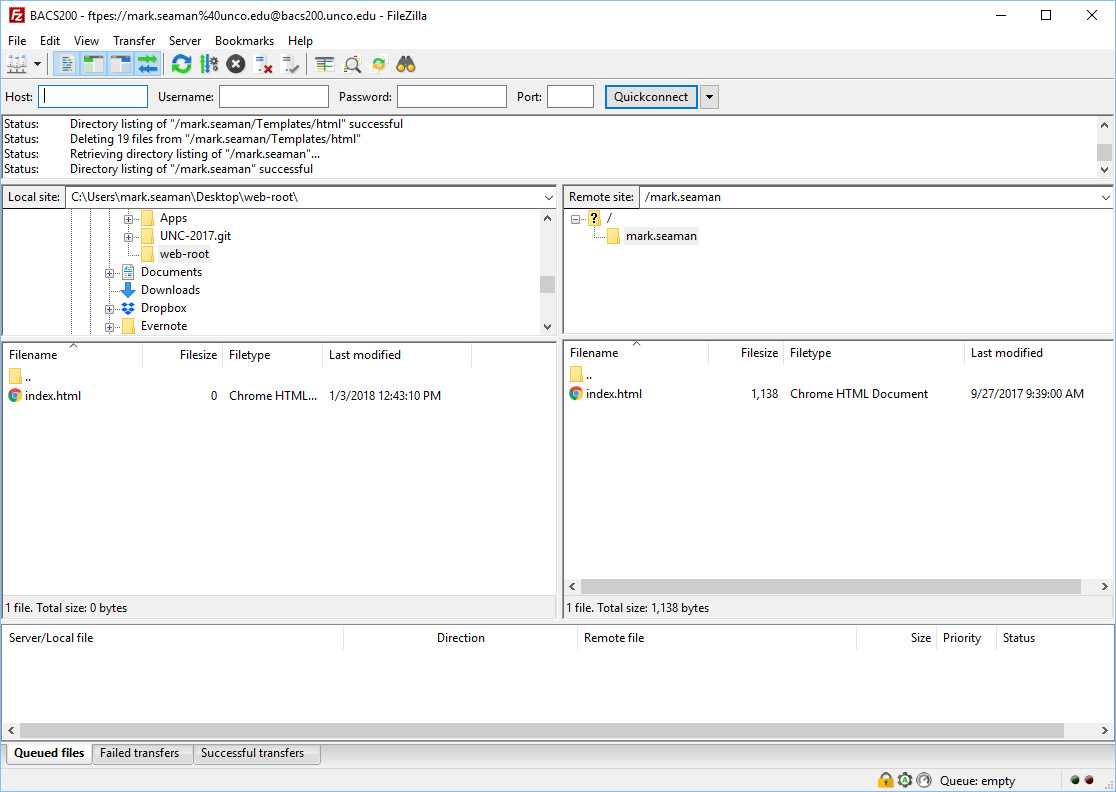 BACS200 - ftpes://mark.seaman%40unco.edu@bacs200.unco.edu - FileZilla
File Edit View Transfer Server Bookmarks Help
Host: Username: Password: Port: Quickconnect
Status: Directory listing of "/mark.seaman/Templates/html" successful
Status: Deleting 19 files from "/mark.seaman/Templates/html"
Status: Retrieving directory listing of "/mark.seaman"...
Status: Directory listing of "/mark.seaman" successful
Local site: C:\Users\mark.seaman\Desktop\web-root\
Apps
UNC-2017.git
web-root
Documents
Downloads
Dropbox
Evernote
Remote site: /mark.seaman
? /
mark.seaman
Filename Filesize Filetype Last modified
..
index.html 0 Chrome HTML... 1/3/2018 12:43:10 PM
1 file. Total size: 0 bytes
Filename Filesize Filetype Last modified
..
index.html 1,138 Chrome HTML Document 9/27/2017 9:39:00 AM
1 file. Total size: 1,138 bytes
Server/Local file Direction Remote file Size Priority Status
Queued files Failed transfers Successful transfers
Queue: empty